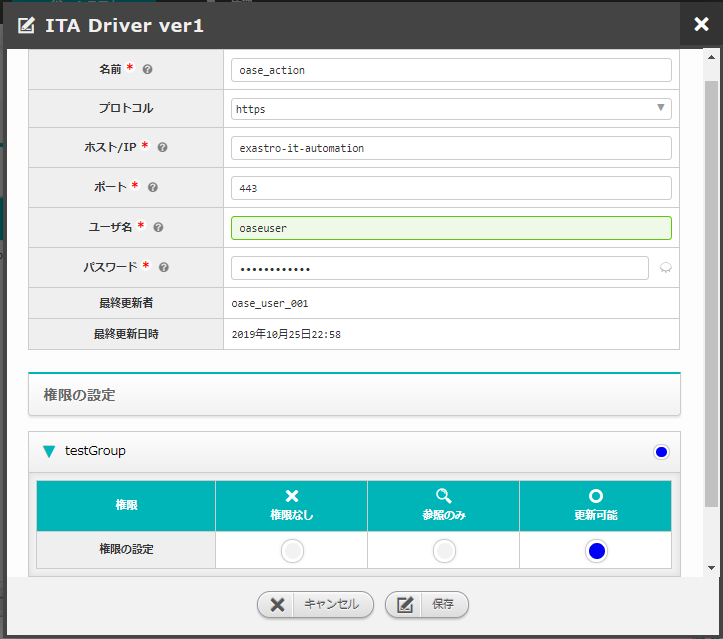 ITA Driver ver1
名前 * oase_action
プロトコル https
ホスト/IP * exastro-it-automation
ポート * 443
ユーザ名 * oaseuser
パスワード * ••••••••••••
最終更新者 oase_user_001
最終更新日時 2019年10月25日22:58
権限の設定
testGroup
権限 権限なし 参照のみ 更新可能
権限の設定
キャンセル 保存